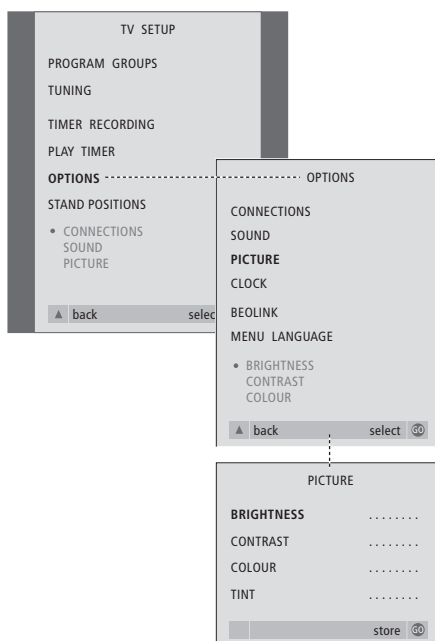 TV SETUP
PROGRAM GROUPS
TUNING
TIMER RECORDING
PLAY TIMER
OPTIONS
STAND POSITIONS
• CONNECTIONS
SOUND
PICTURE
▲ back selec
OPTIONS
CONNECTIONS
SOUND
PICTURE
CLOCK
BEOLINK
MENU LANGUAGE
• BRIGHTNESS
CONTRAST
COLOUR
▲ back select GO
PICTURE
BRIGHTNESS ........
CONTRAST ........
COLOUR ........
TINT ........
store GO